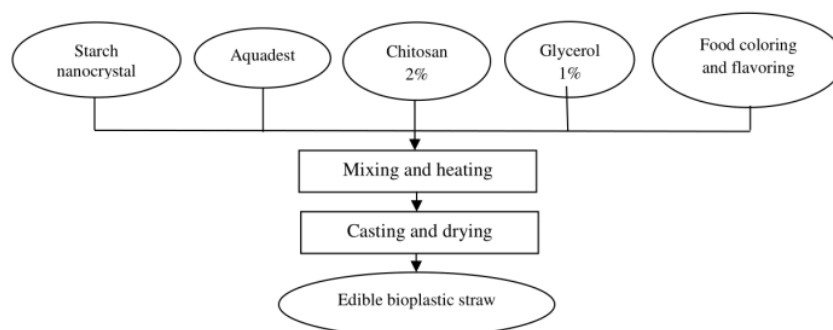 Starch
nanocrystal
Aquadest
Chitosan
2%
Glycerol
1%
Food coloring
and flavoring
Mixing and heating
Casting and drying
Edible bioplastic straw